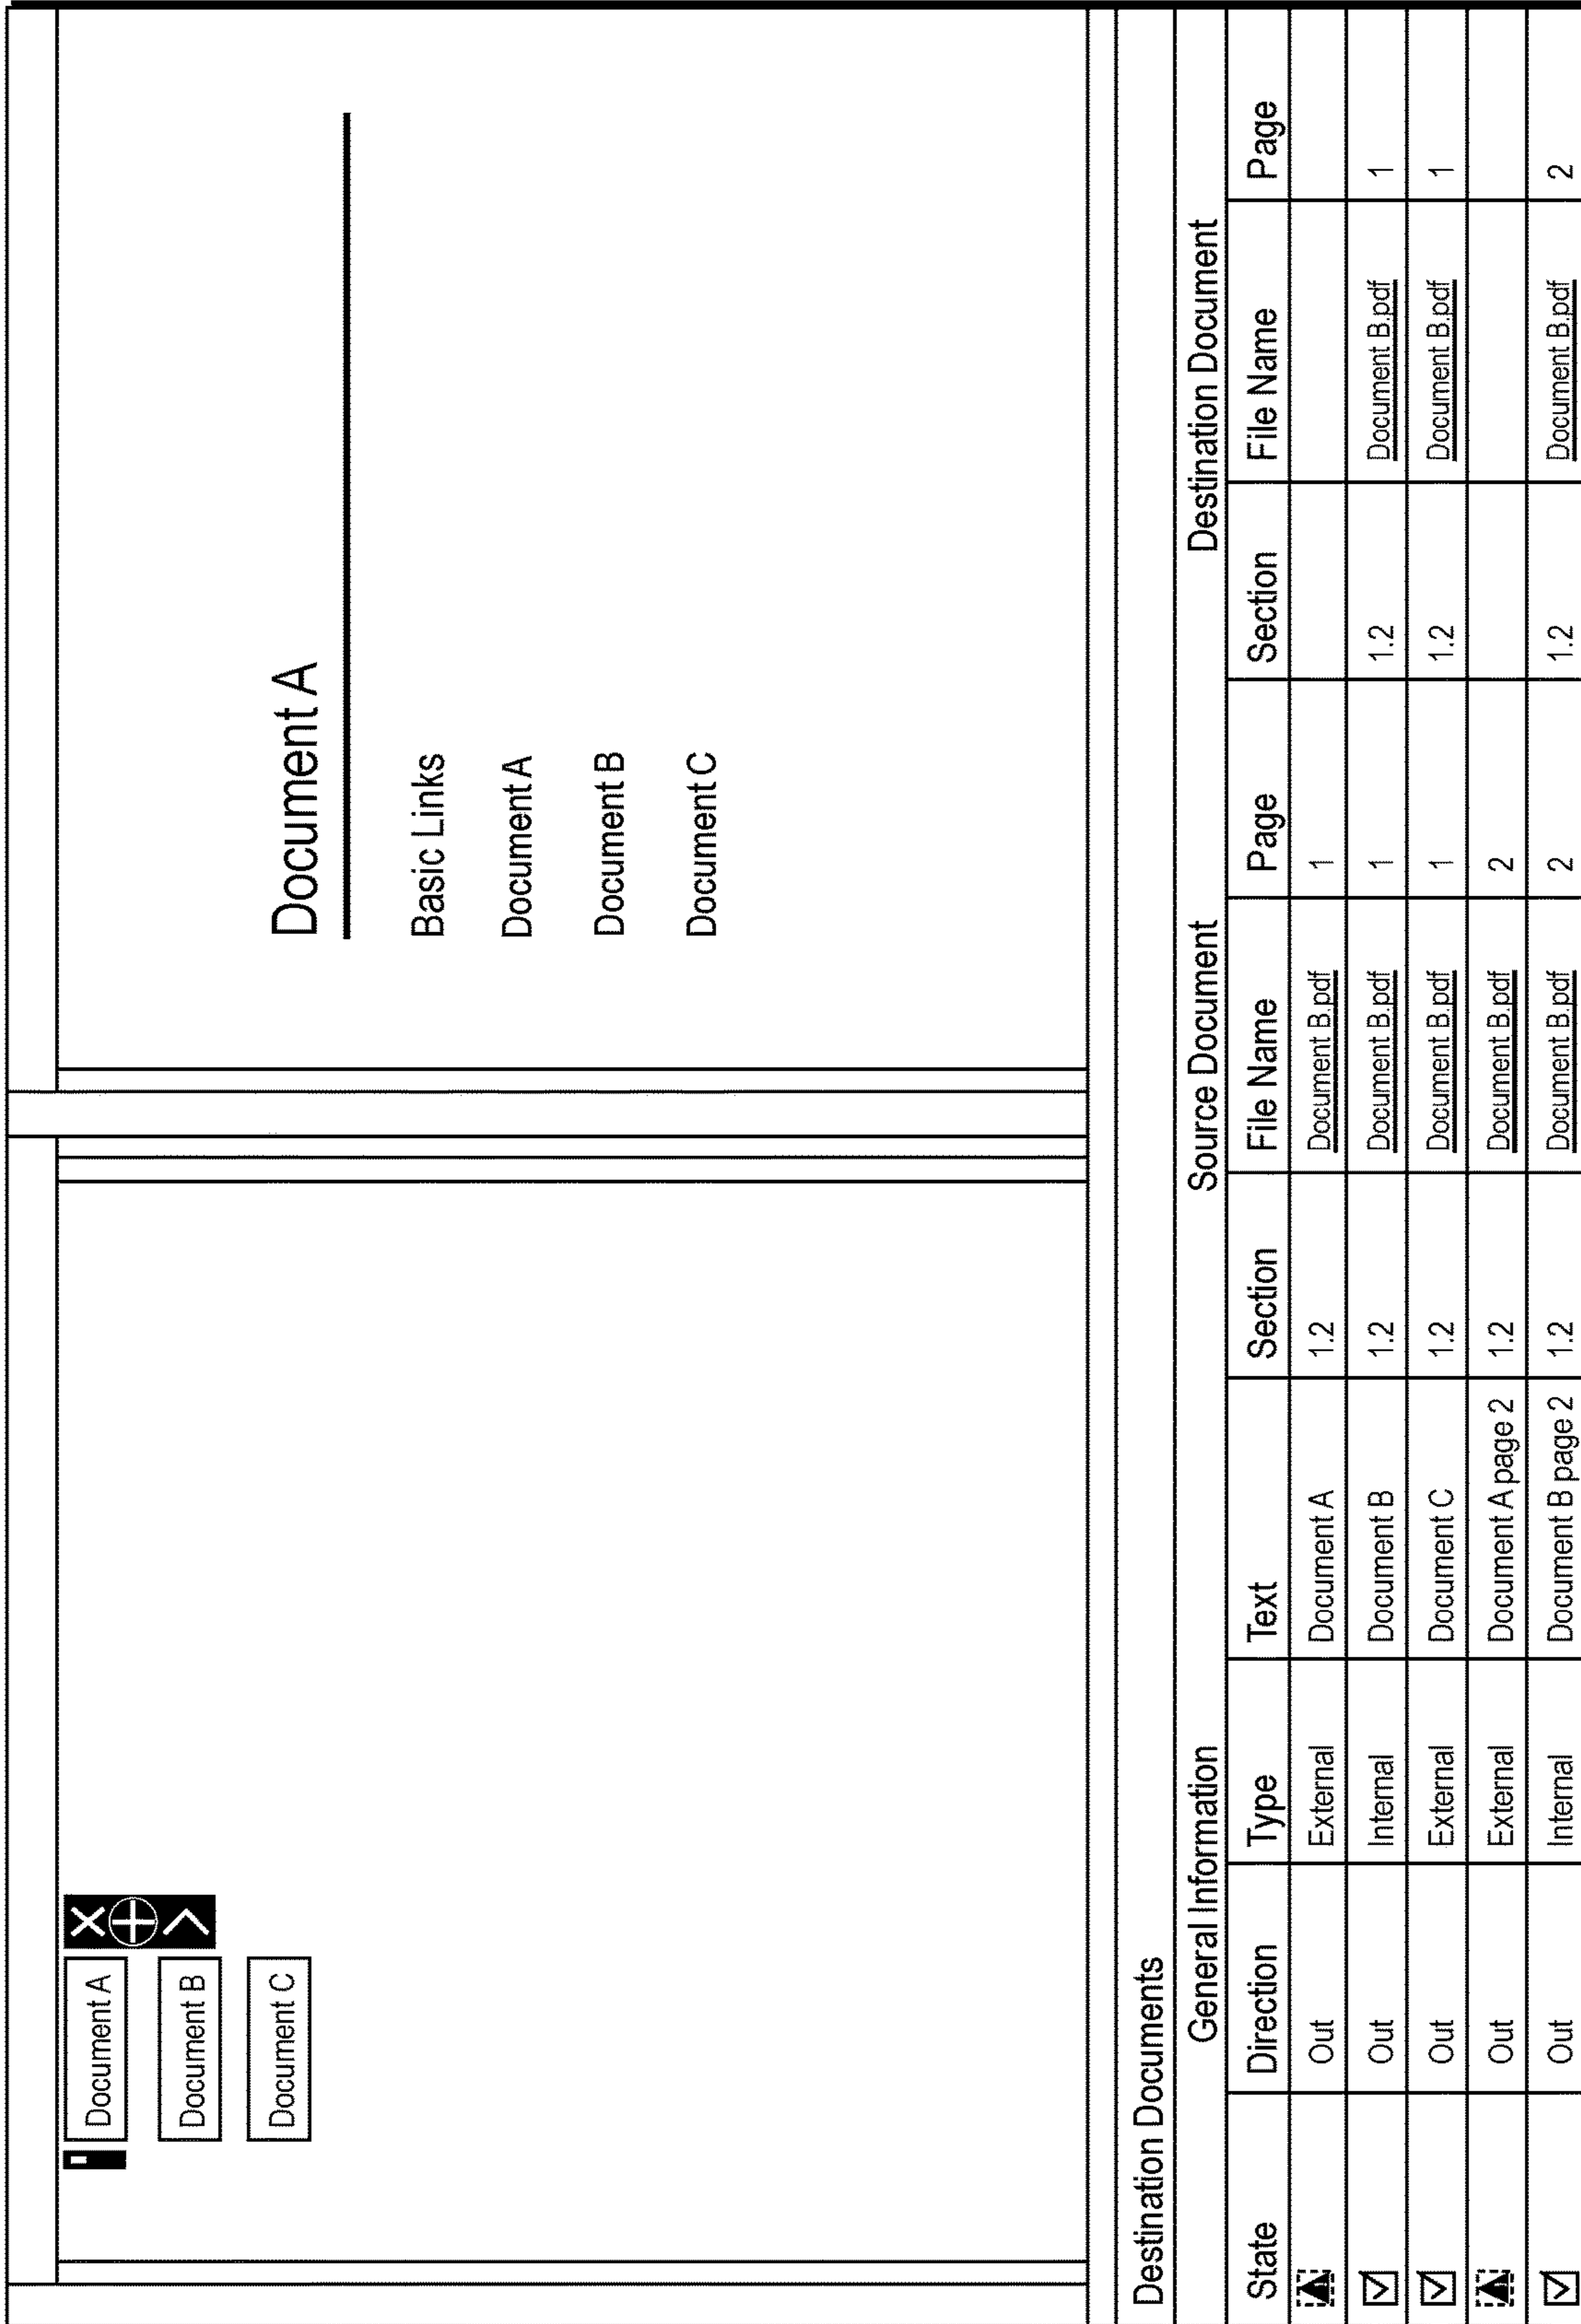 Document A
Document B
Document C
Document A
Basic Links
Document A
Document B
Document C
Destination Documents
General Information Source Document Destination Document
State Direction Type Text Section File Name Page Section File Name Page
Out External Document A 1.2 Document B.pdf 1
Out Internal Document B 1.2 Document B.pdf 1 1.2 Document B.pdf 1
Out External Document C 1.2 Document B.pdf 1 1.2 Document B.pdf 1
Out External Document A page 2 1.2 Document B.pdf 2
Out Internal Document B page 2 1.2 Document B.pdf 2 1.2 Document B.pdf 2